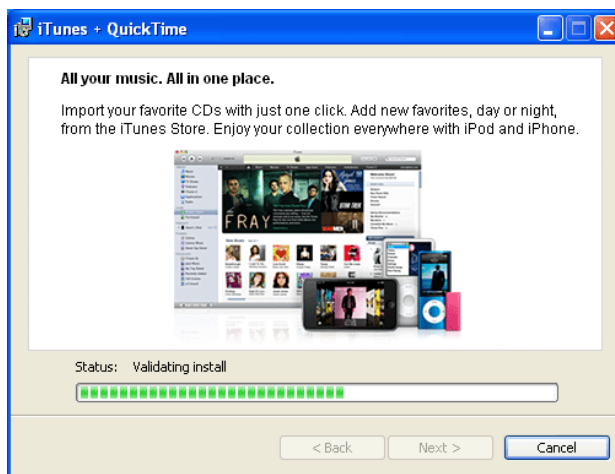 iTunes + QuickTime
All your music. All in one place.
Import your favorite CDs with just one click. Add new favorites, day or night,
from the iTunes Store. Enjoy your collection everywhere with iPod and iPhone.
THE FRAY
STAR TREK
Status: Validating install
< Back
Next >
Cancel